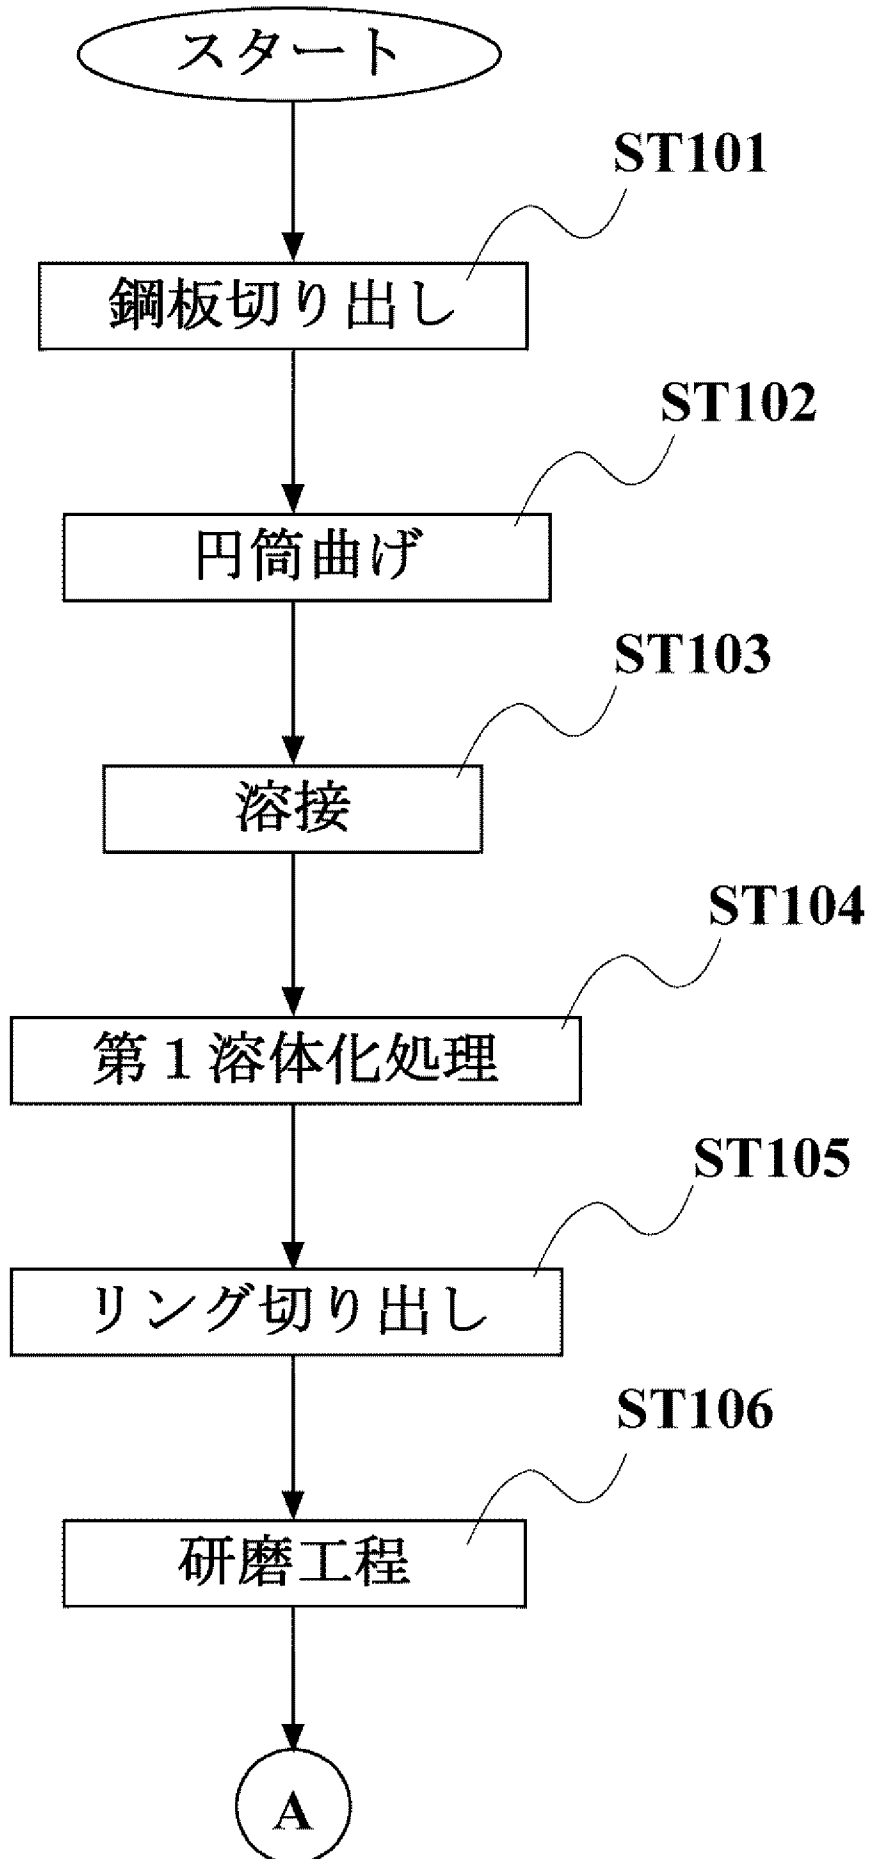 スタート
ST101
鋼板切り出し
ST102
円筒曲げ
ST103
溶接
ST104
第1溶体化処理
ST105
リング切り出し
ST106
研磨工程
A